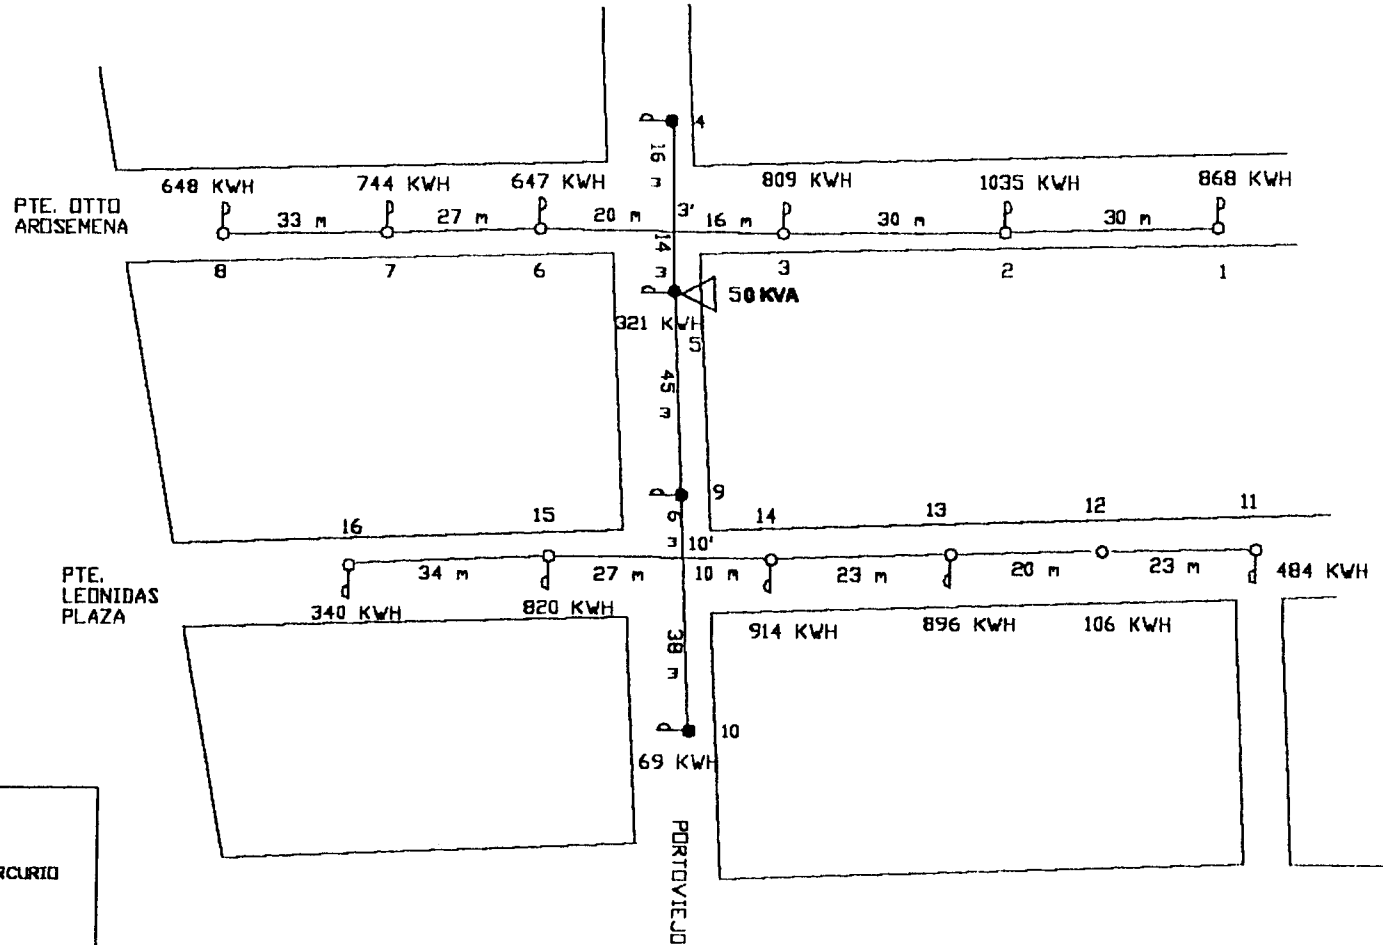 4
16 m
648 KWH
744 KWH
647 KWH
809 KWH
1035 KWH
868 KWH
PTE. OTTO
AROSEMENA
33 m
27 m
20 m
3'
16 m
30 m
30 m
14 m
8
7
6
3
2
1
50 KVA
321 KWH
5
45 m
9
16
15
14
13
12
11
6 m
10'
PTE.
LEONIDAS
PLAZA
34 m
27 m
10 m
23 m
20 m
23 m
484 KWH
340 KWH
820 KWH
914 KWH
896 KWH
106 KWH
38 m
10
69 KWH
PORTOVIEJO
RCURIO